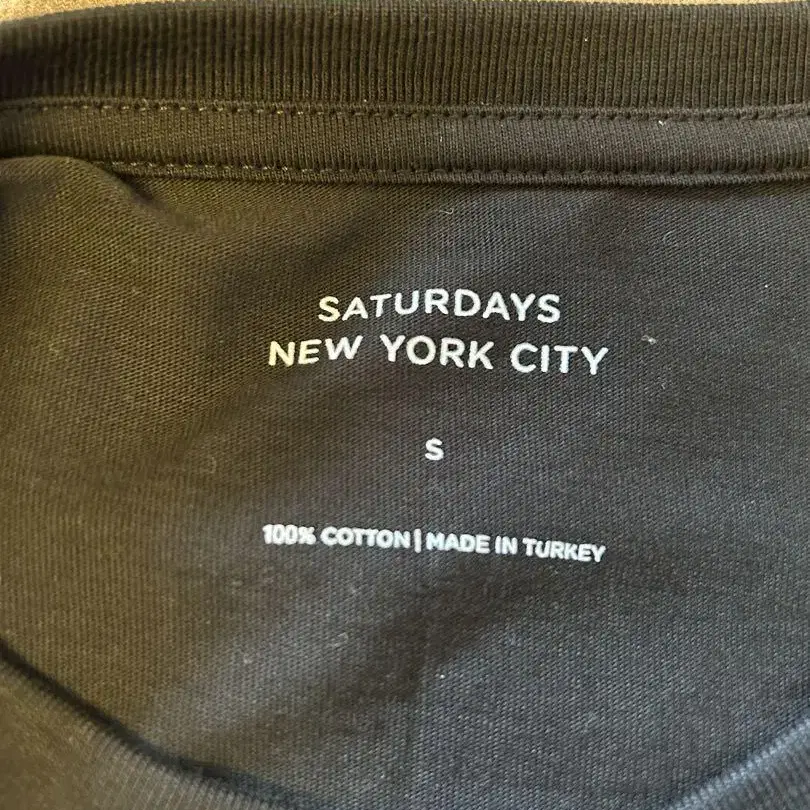 SATURDAYS
NEW YORK CITY
S
100% COTTON | MADE IN TURKEY